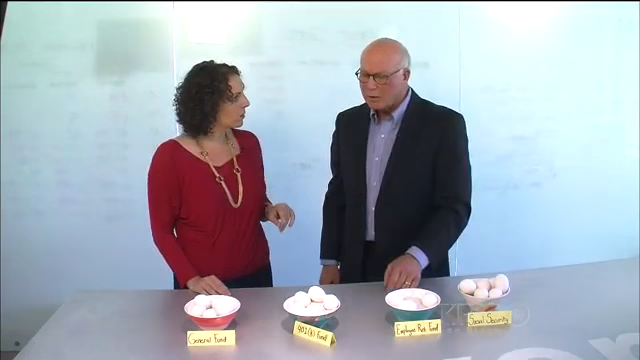 General Fund
401(k) Fund
Employee Ret. Fund
Social Security